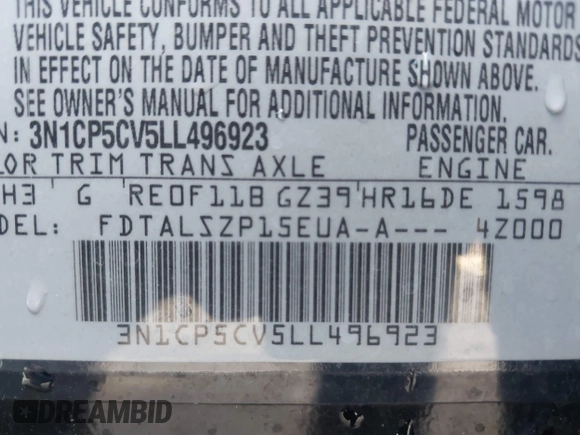 THIS VEHICLE CONFORMS TO ALL APPLICABLE FEDERAL MOTOR
VEHICLE SAFETY, BUMPER AND THEFT PREVENTION STANDARDS
IN EFFECT ON THE DATE OF MANUFACTURE SHOWN ABOVE.
SEE OWNER'S MANUAL FOR ADDITIONAL INFORMATION.
N: 3N1CP5CV5LL496923 PASSENGER CAR.
LOR TRIM TRANS AXLE ENGINE
H3 G RE0F11B GZ39 HR16DE 1598
DEL: FDTALSZP15EUA-A--- 4Z000
3N1CP5CV5LL496923
DREAMBID